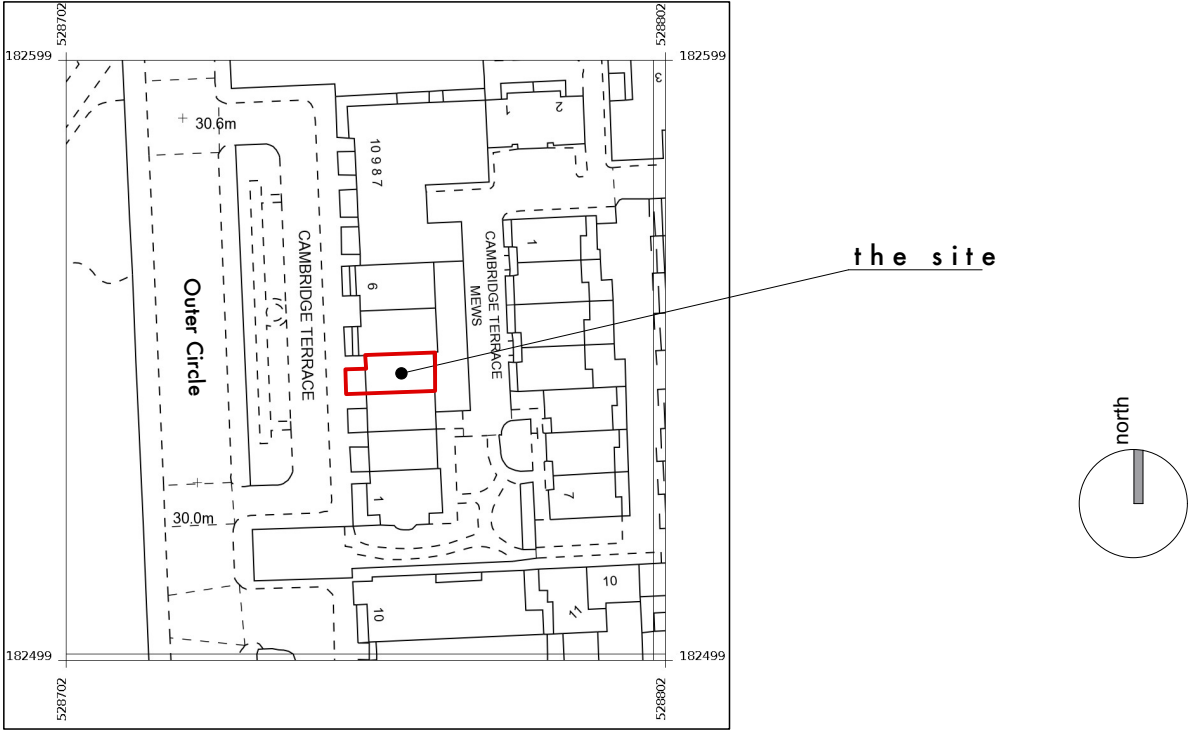 528702
528802
182599
182599
30.6m
10 9 8 7
1
2
3
CAMBRIDGE TERRACE
CAMBRIDGE TERRACE
MEWS
1
6
Outer Circle
the site
north
30.0m
1
7
10
10
11
182499
182499
528702
528802